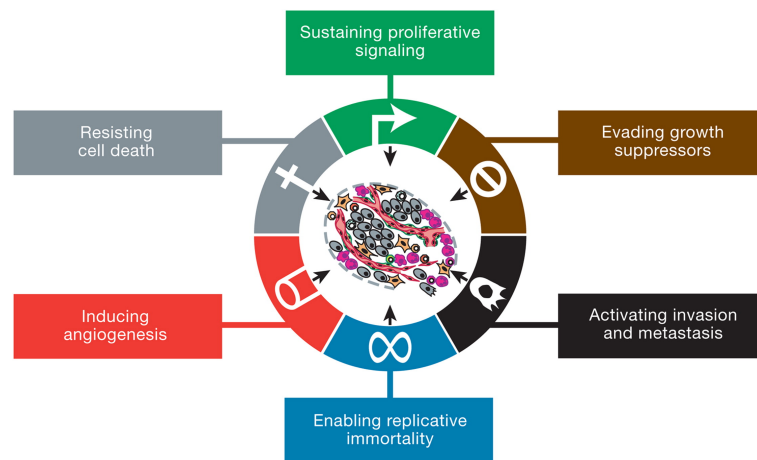 Sustaining proliferative
signaling
Resisting
cell death
Evading growth
suppressors
Inducing
angiogenesis
Activating invasion
and metastasis
Enabling replicative
immortality